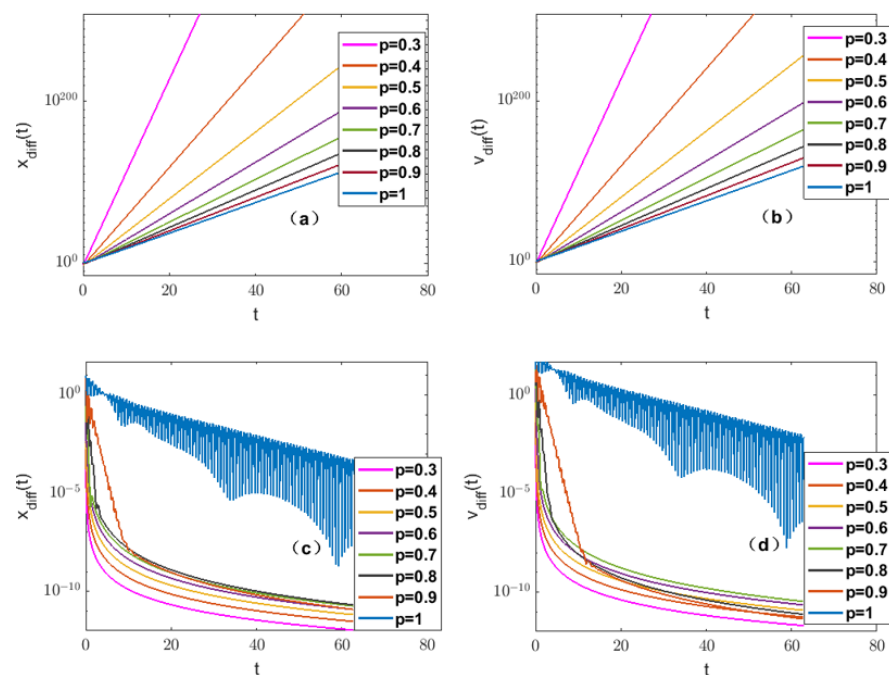 p=0.3
p=0.4
p=0.5
p=0.6
p=0.7
p=0.8
p=0.9
p=1
10^200
10^0
x_diff(t)
（a）
0 20 40 60 80
t
p=0.3
p=0.4
p=0.5
p=0.6
p=0.7
p=0.8
p=0.9
p=1
10^200
10^0
v_diff(t)
（b）
0 20 40 60 80
t
10^0
10^-5
10^-10
x_diff(t)
（c）
p=0.3
p=0.4
p=0.5
p=0.6
p=0.7
p=0.8
p=0.9
p=1
0 20 40 60 80
t
10^0
10^-5
10^-10
v_diff(t)
（d）
p=0.3
p=0.4
p=0.5
p=0.6
p=0.7
p=0.8
p=0.9
p=1
0 20 40 60 80
t